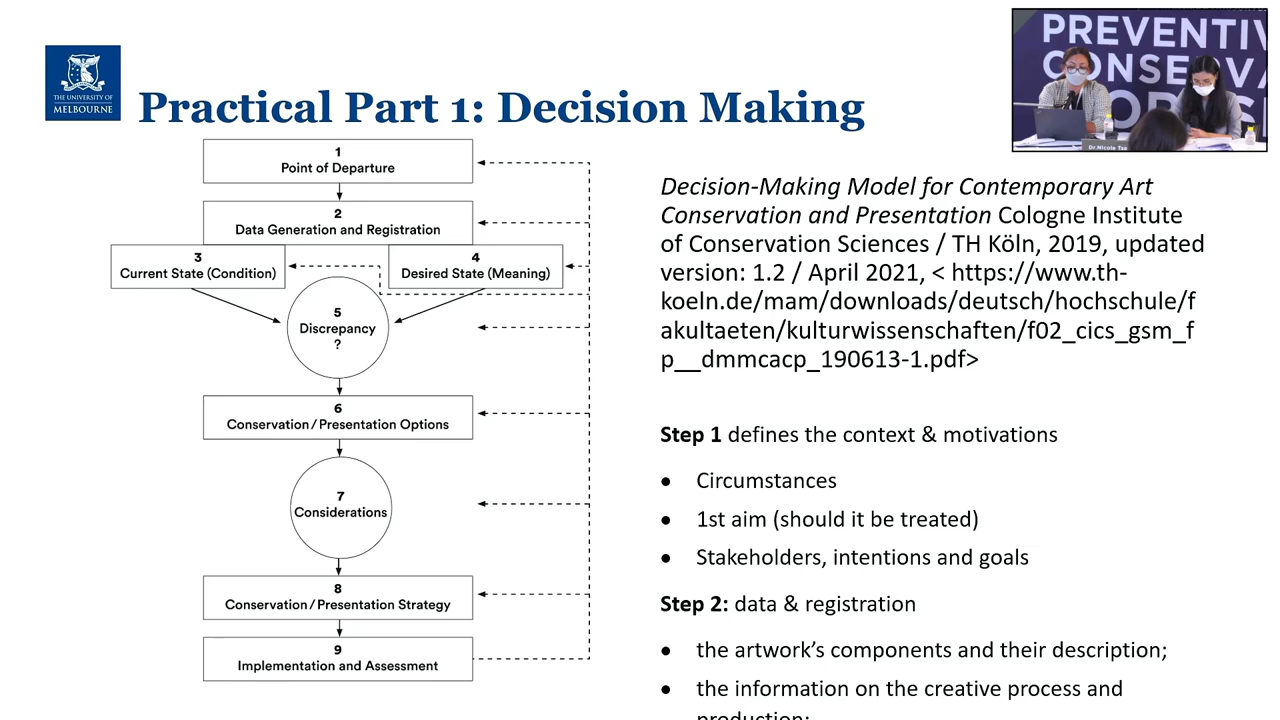 THE UNIVERSITY OF
MELBOURNE
Practical Part 1: Decision Making
PREVENTIV
CONSERVA
Dr.Nicole Tse
1
Point of Departure
2
Data Generation and Registration
3
Current State (Condition)
4
Desired State (Meaning)
5
Discrepancy
?
6
Conservation/Presentation Options
7
Considerations
8
Conservation/Presentation Strategy
9
Implementation and Assessment
Decision-Making Model for Contemporary Art
Conservation and Presentation Cologne Institute
of Conservation Sciences / TH Köln, 2019, updated
version: 1.2 / April 2021, < https://www.th-
koeln.de/mam/downloads/deutsch/hochschule/f
akultaeten/kulturwissenschaften/f02_cics_gsm_f
p__dmmcacp_190613-1.pdf>
Step 1 defines the context & motivations
• Circumstances
• 1st aim (should it be treated)
• Stakeholders, intentions and goals
Step 2: data & registration
• the artwork’s components and their description;
• the information on the creative process and
production;